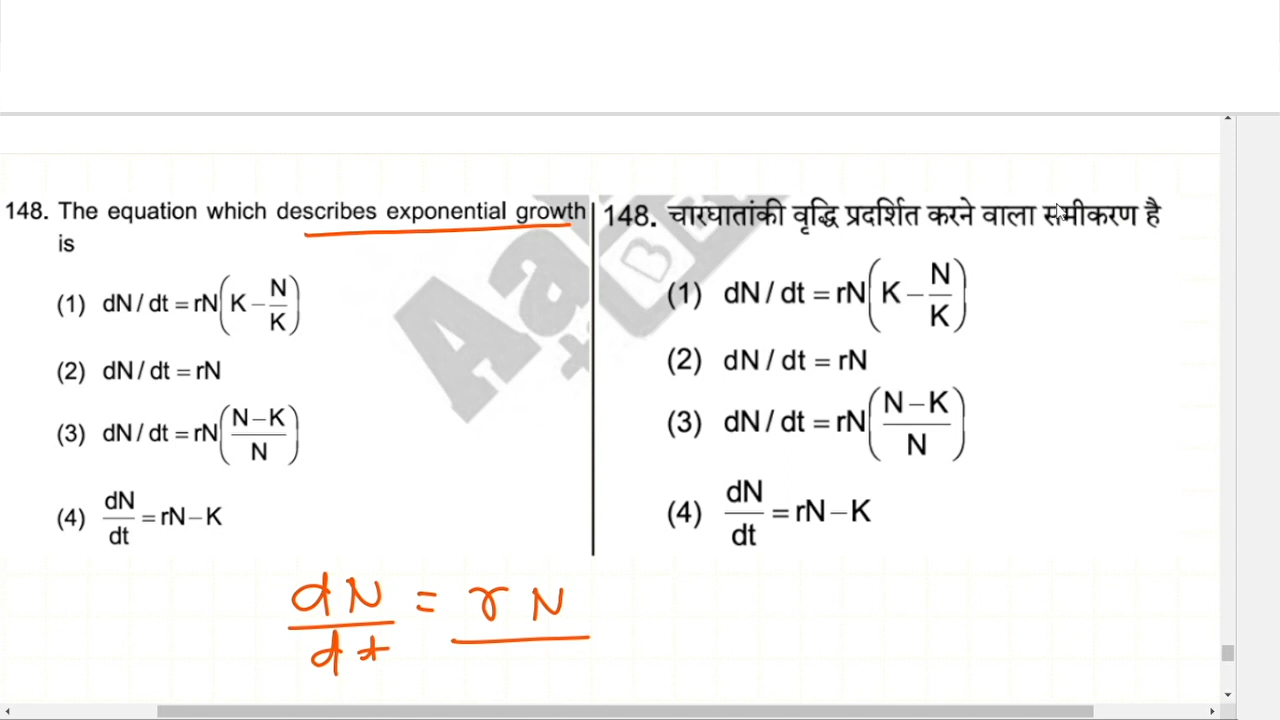 148. The equation which describes exponential growth
is
(1) dN / dt = rN(K − N/K)
(2) dN / dt = rN
(3) dN / dt = rN((N − K)/N)
(4) dN/dt = rN − K
148. चारघातांकी वृद्धि प्रदर्शित करने वाला समीकरण है
(1) dN / dt = rN(K − N/K)
(2) dN / dt = rN
(3) dN / dt = rN((N − K)/N)
(4) dN/dt = rN − K
dN/dt = rN